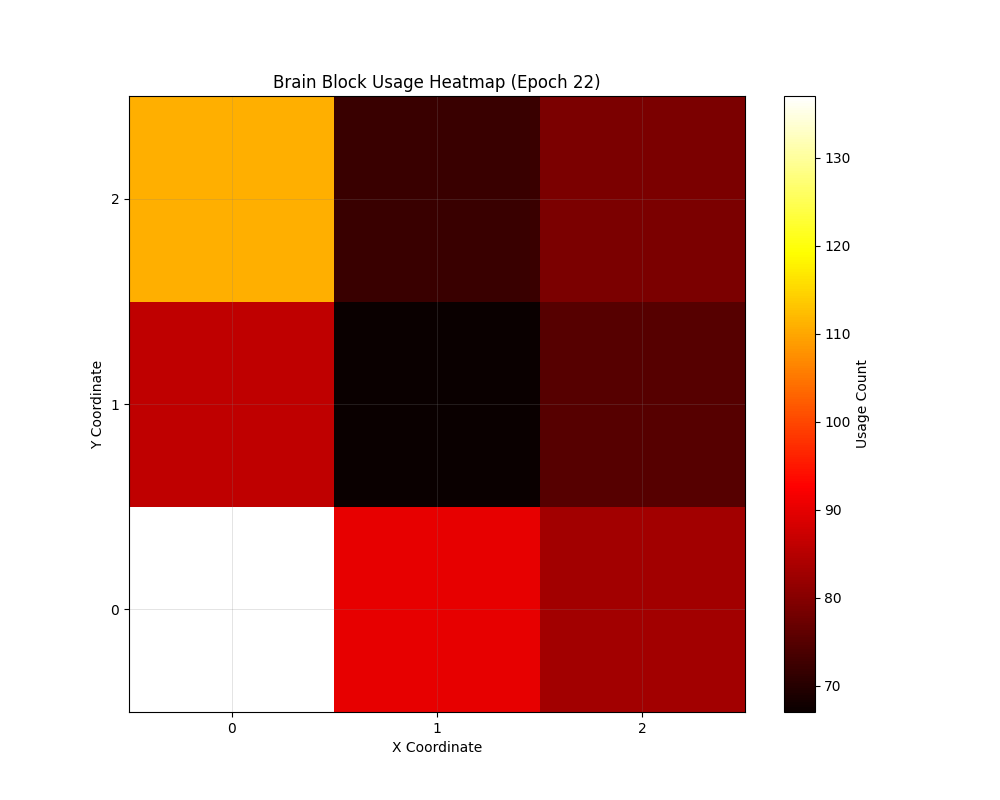 Brain Block Usage Heatmap (Epoch 22)
2
1
0
Y Coordinate
0 1 2
X Coordinate
130
120
110
100
90
80
70
Usage Count